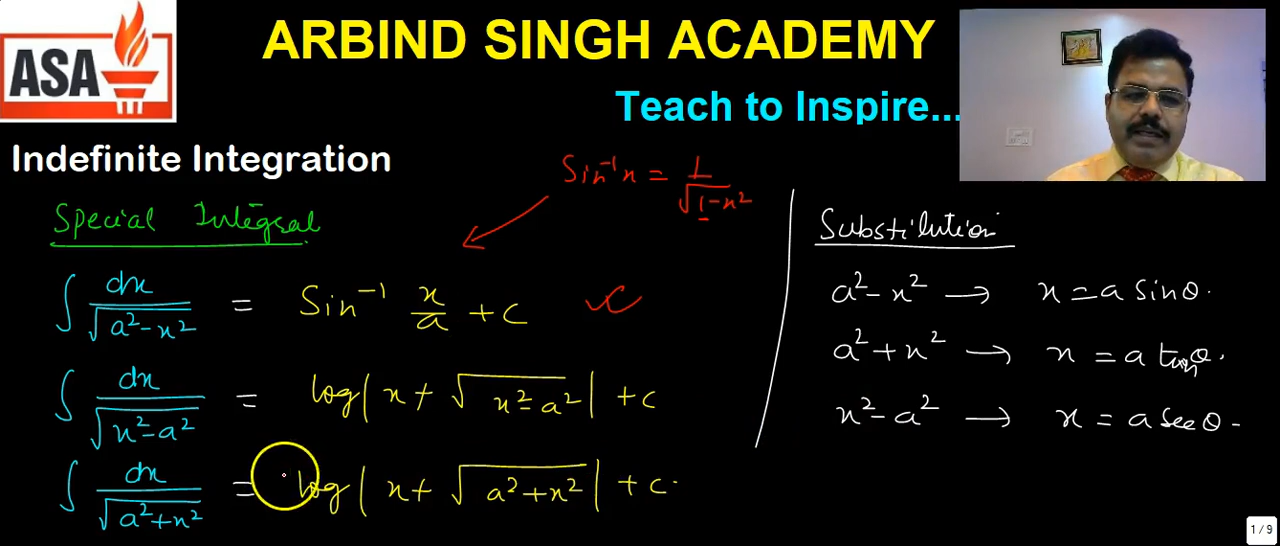 ASA
ARBIND SINGH ACADEMY
Teach to Inspire...
Indefinite Integration
Sin⁻¹x = 1/√(1-x²)
Special Integral
∫ dx/√(a²-x²) = Sin⁻¹ x/a + c
∫ dx/√(x²-a²) = log|x+√(x²-a²)| + c
∫ dx/√(a²+x²) = log|x+√(a²+x²)| + c.
Substitution
a²-x² → x = a sinθ.
a²+x² → x = a tanθ.
x²-a² → x = a secθ-
1/9